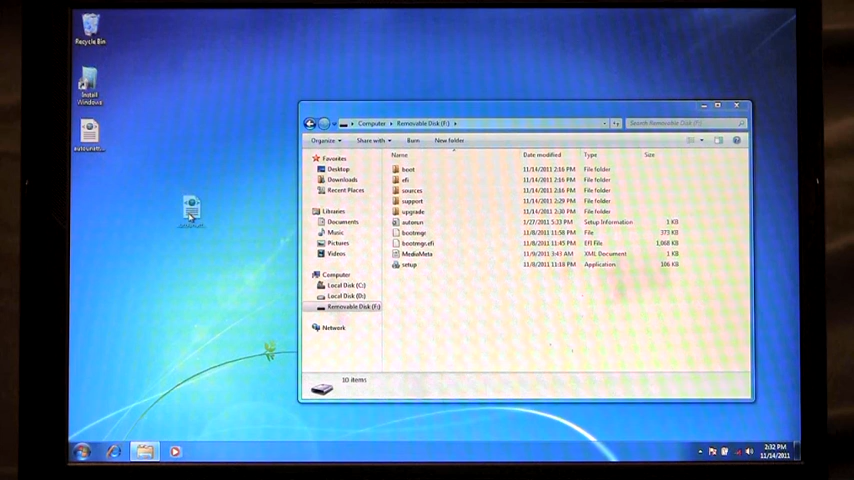 Recycle Bin
Install
Windows
Computer
Removable Disk (F:)
Search Removable Disk (F:)
Organize
Share with
Burn
New folder
Name
Date modified
Type
Size
Favorites
Desktop
Downloads
Recent Places
Libraries
Documents
Music
Pictures
Videos
Computer
Local Disk (C:)
Local Disk (D:)
Removable Disk (F:)
Network
boot 11/14/2011 2:16 PM File folder
efi 11/14/2011 2:16 PM File folder
sources 11/14/2011 2:16 PM File folder
support 11/14/2011 2:29 PM File folder
upgrade 11/14/2011 2:30 PM File folder
autorun 5:33 PM Setup Information 1 KB
bootmgr 11/8/2011 11:58 PM File 373 KB
bootmgr.efi 11/8/2011 11:45 PM EFI File
MediaMeta 11/9/2011 3:43 AM XML Document 1 KB
setup 11/8/2011 11:18 PM Application 106 KB
10 items
2:32 PM
11/14/2011